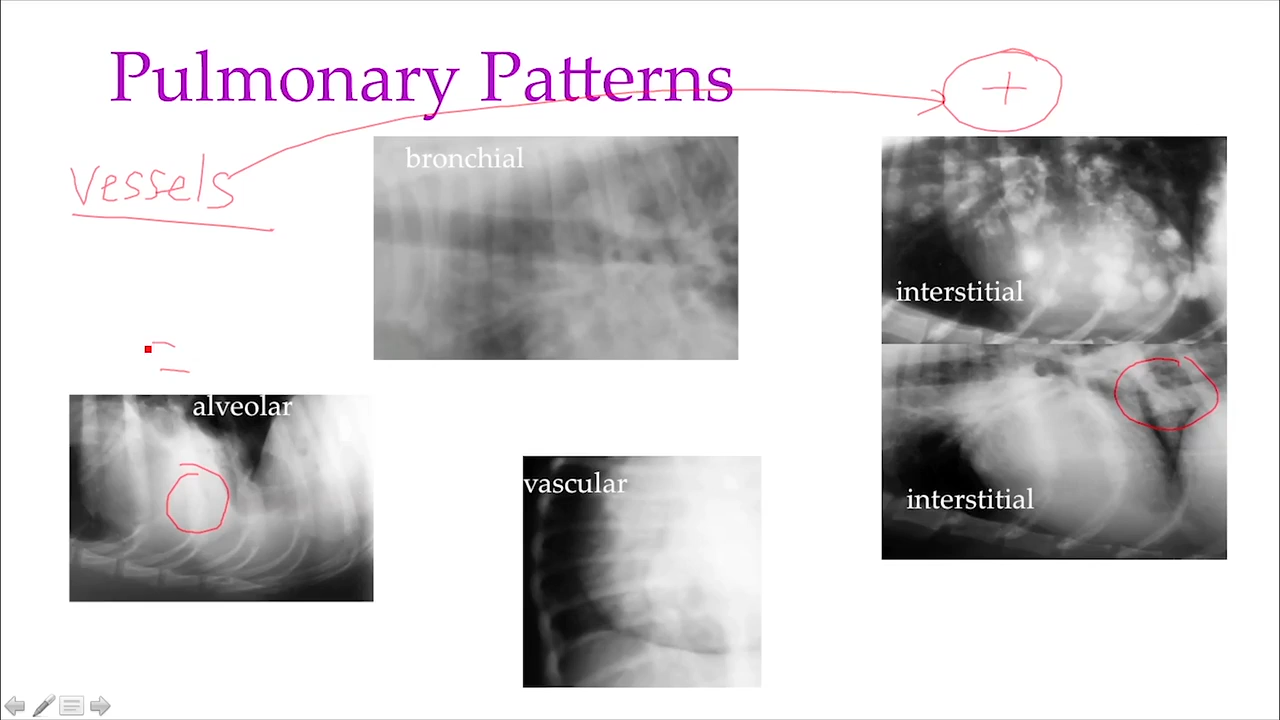 Pulmonary Patterns
+
vessels
bronchial
interstitial
alveolar
vascular
interstitial